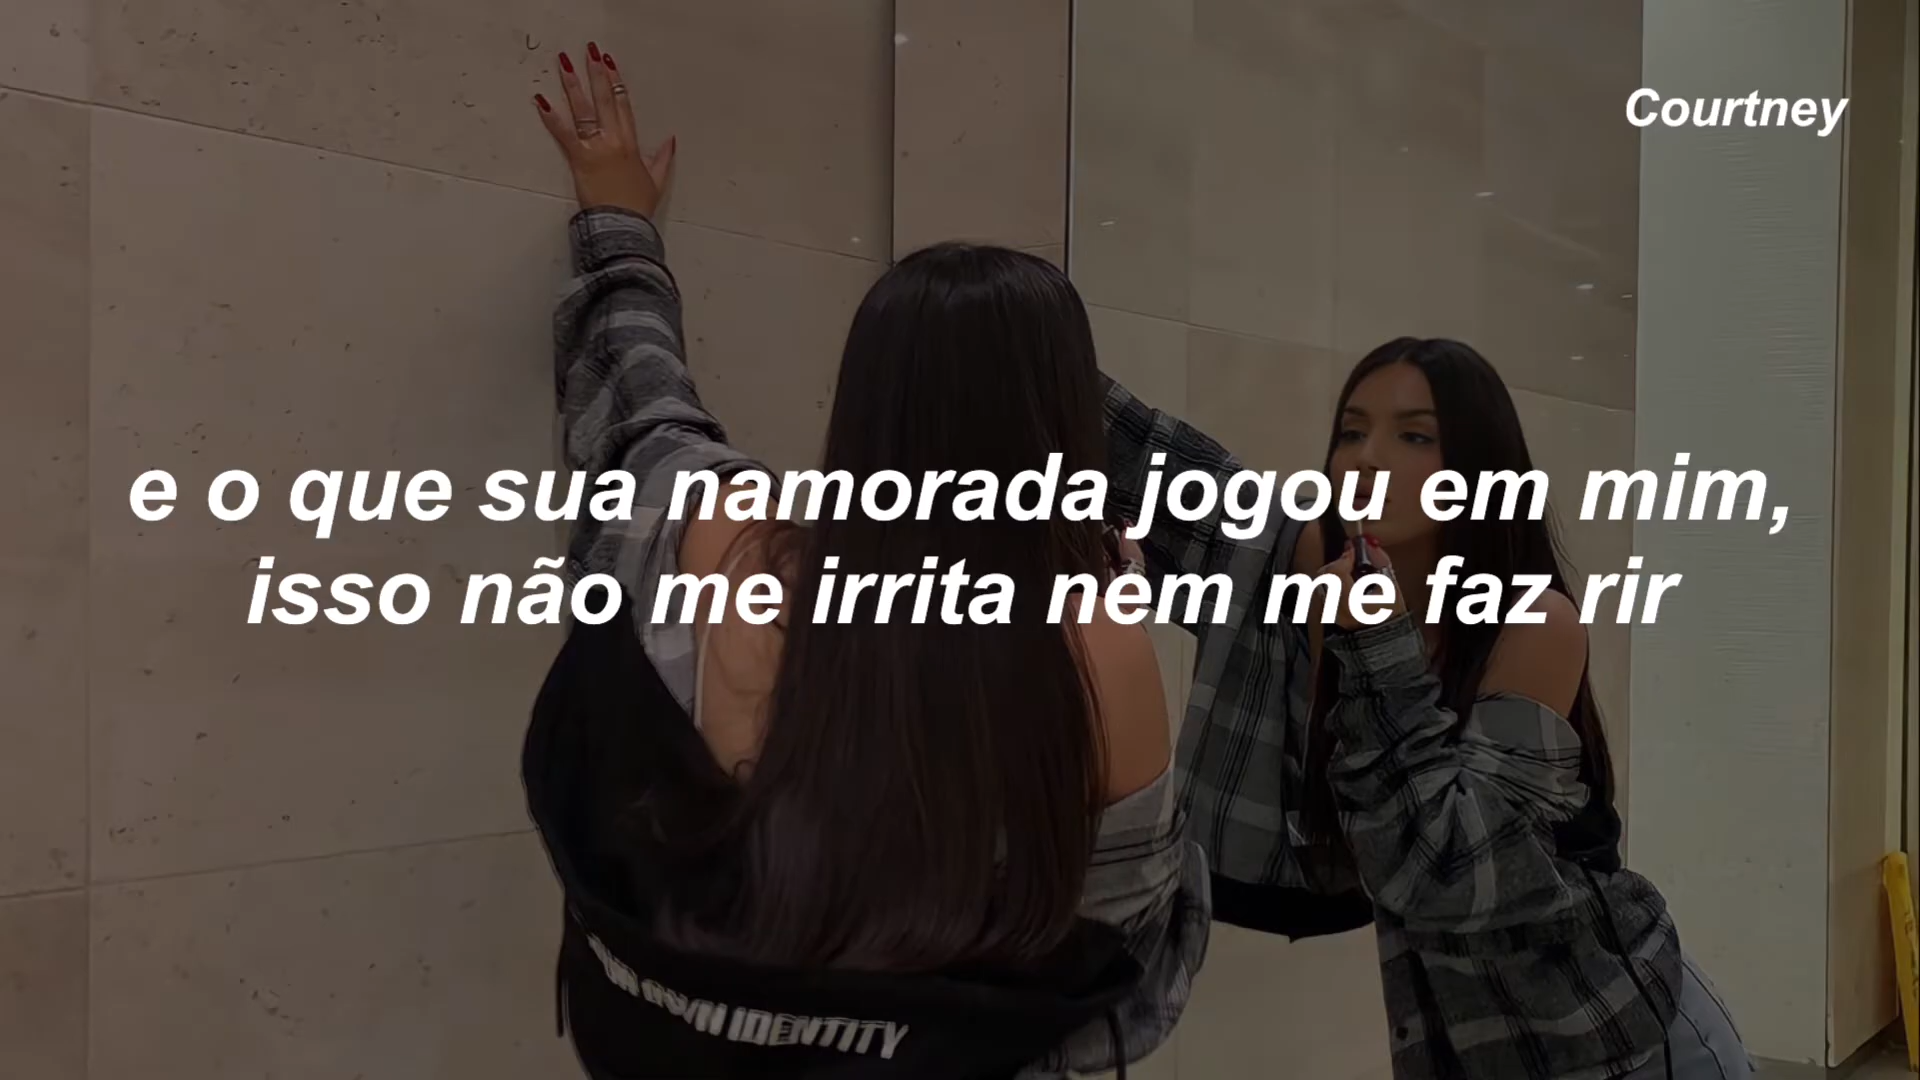 Courtney
e o que sua namorada jogou em mim,
isso não me irrita nem me faz rir
IDENTITY